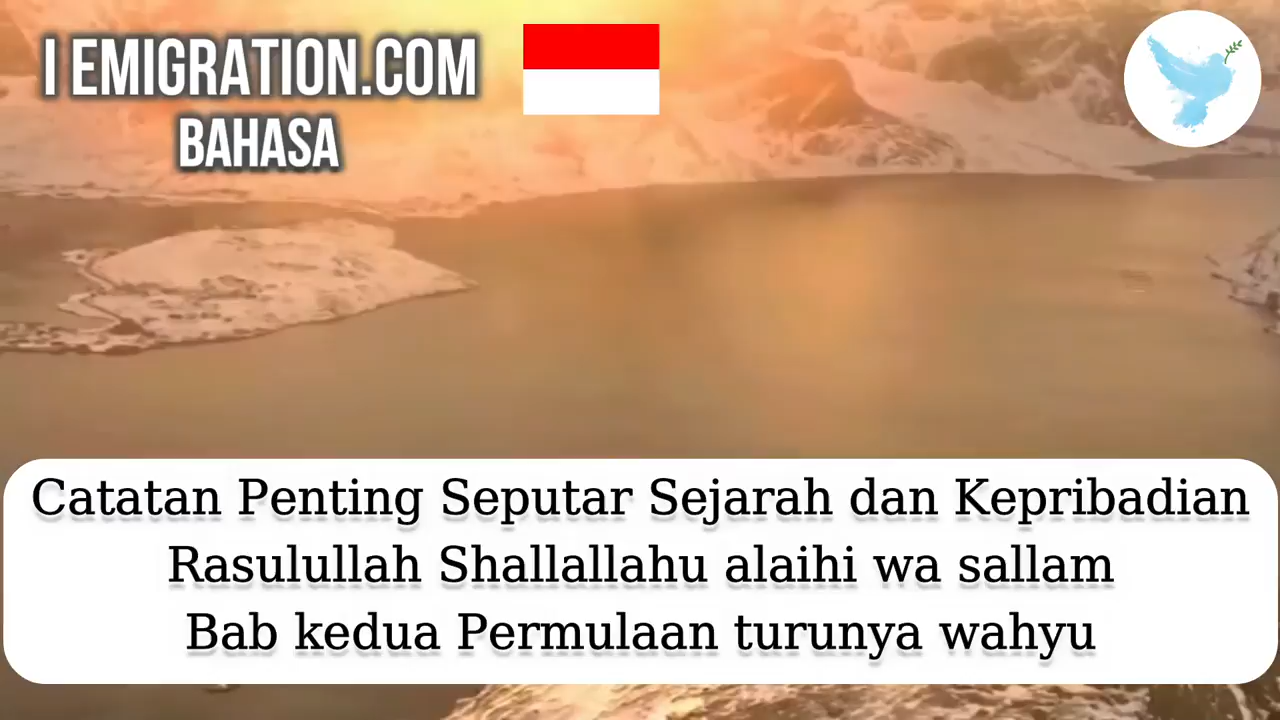 I EMIGRATION.COM
BAHASA
Catatan Penting Seputar Sejarah dan Kepribadian
Rasulullah Shallallahu alaihi wa sallam
Bab kedua Permulaan turunya wahyu